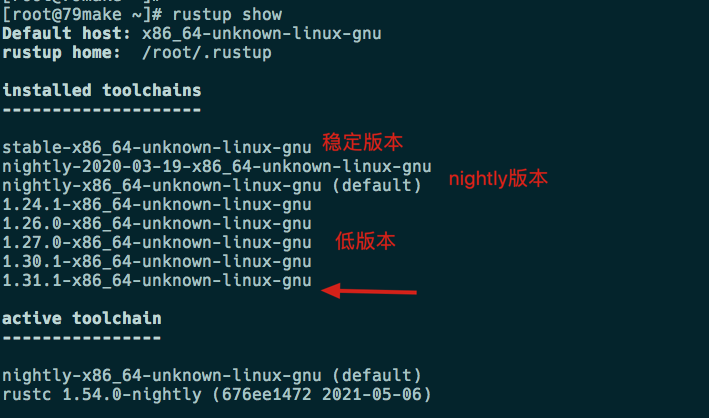 [root@79make ~]# rustup show
Default host: x86_64-unknown-linux-gnu
rustup home:  /root/.rustup
installed toolchains
--------------------
stable-x86_64-unknown-linux-gnu 稳定版本
nightly-2020-03-19-x86_64-unknown-linux-gnu
nightly-x86_64-unknown-linux-gnu (default) nightly版本
1.24.1-x86_64-unknown-linux-gnu
1.26.0-x86_64-unknown-linux-gnu
1.27.0-x86_64-unknown-linux-gnu 低版本
1.30.1-x86_64-unknown-linux-gnu
1.31.1-x86_64-unknown-linux-gnu
active toolchain
----------------
nightly-x86_64-unknown-linux-gnu (default)
rustc 1.54.0-nightly (676ee1472 2021-05-06)